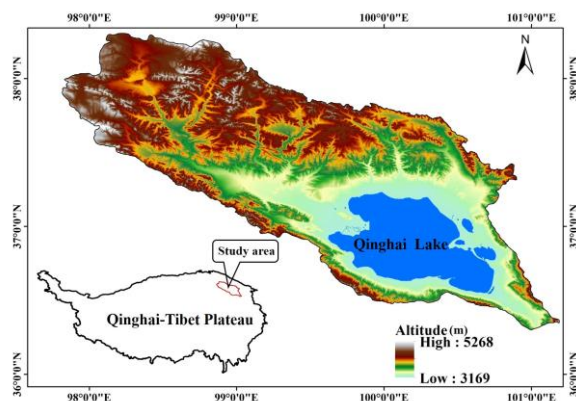 98°0'0"E 99°0'0"E 100°0'0"E 101°0'0"E
N
38°0'0"N
38°0'0"N
37°0'0"N
37°0'0"N
36°0'0"N
36°0'0"N
Qinghai Lake
Study area
Qinghai-Tibet Plateau
Altitude (m)
High : 5268
Low : 3169
98°0'0"E 99°0'0"E 100°0'0"E 101°0'0"E